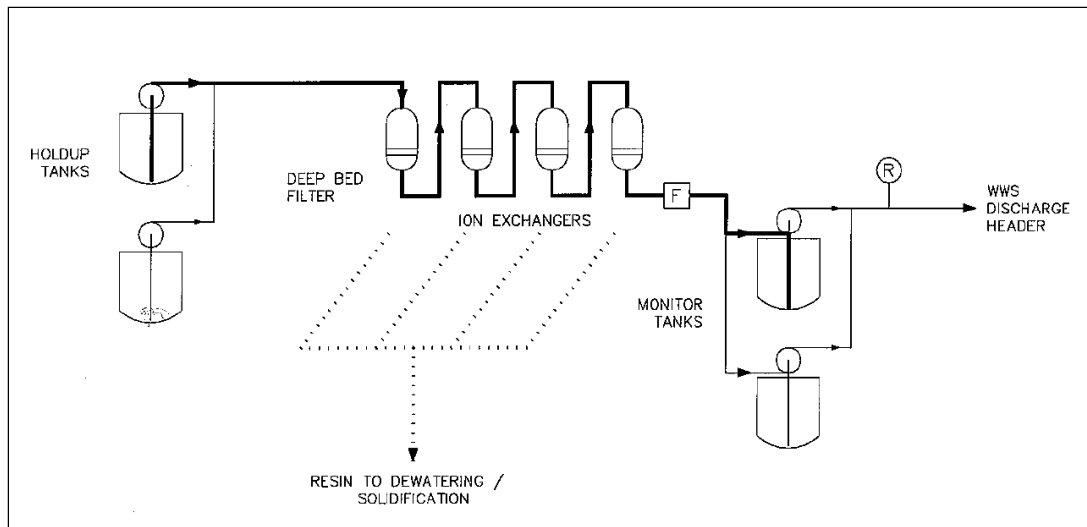 HOLDUP
TANKS
DEEP BED
FILTER
ION EXCHANGERS
F
R
WWS
DISCHARGE
HEADER
MONITOR
TANKS
RESIN TO DEWATERING /
SOLIDIFICATION